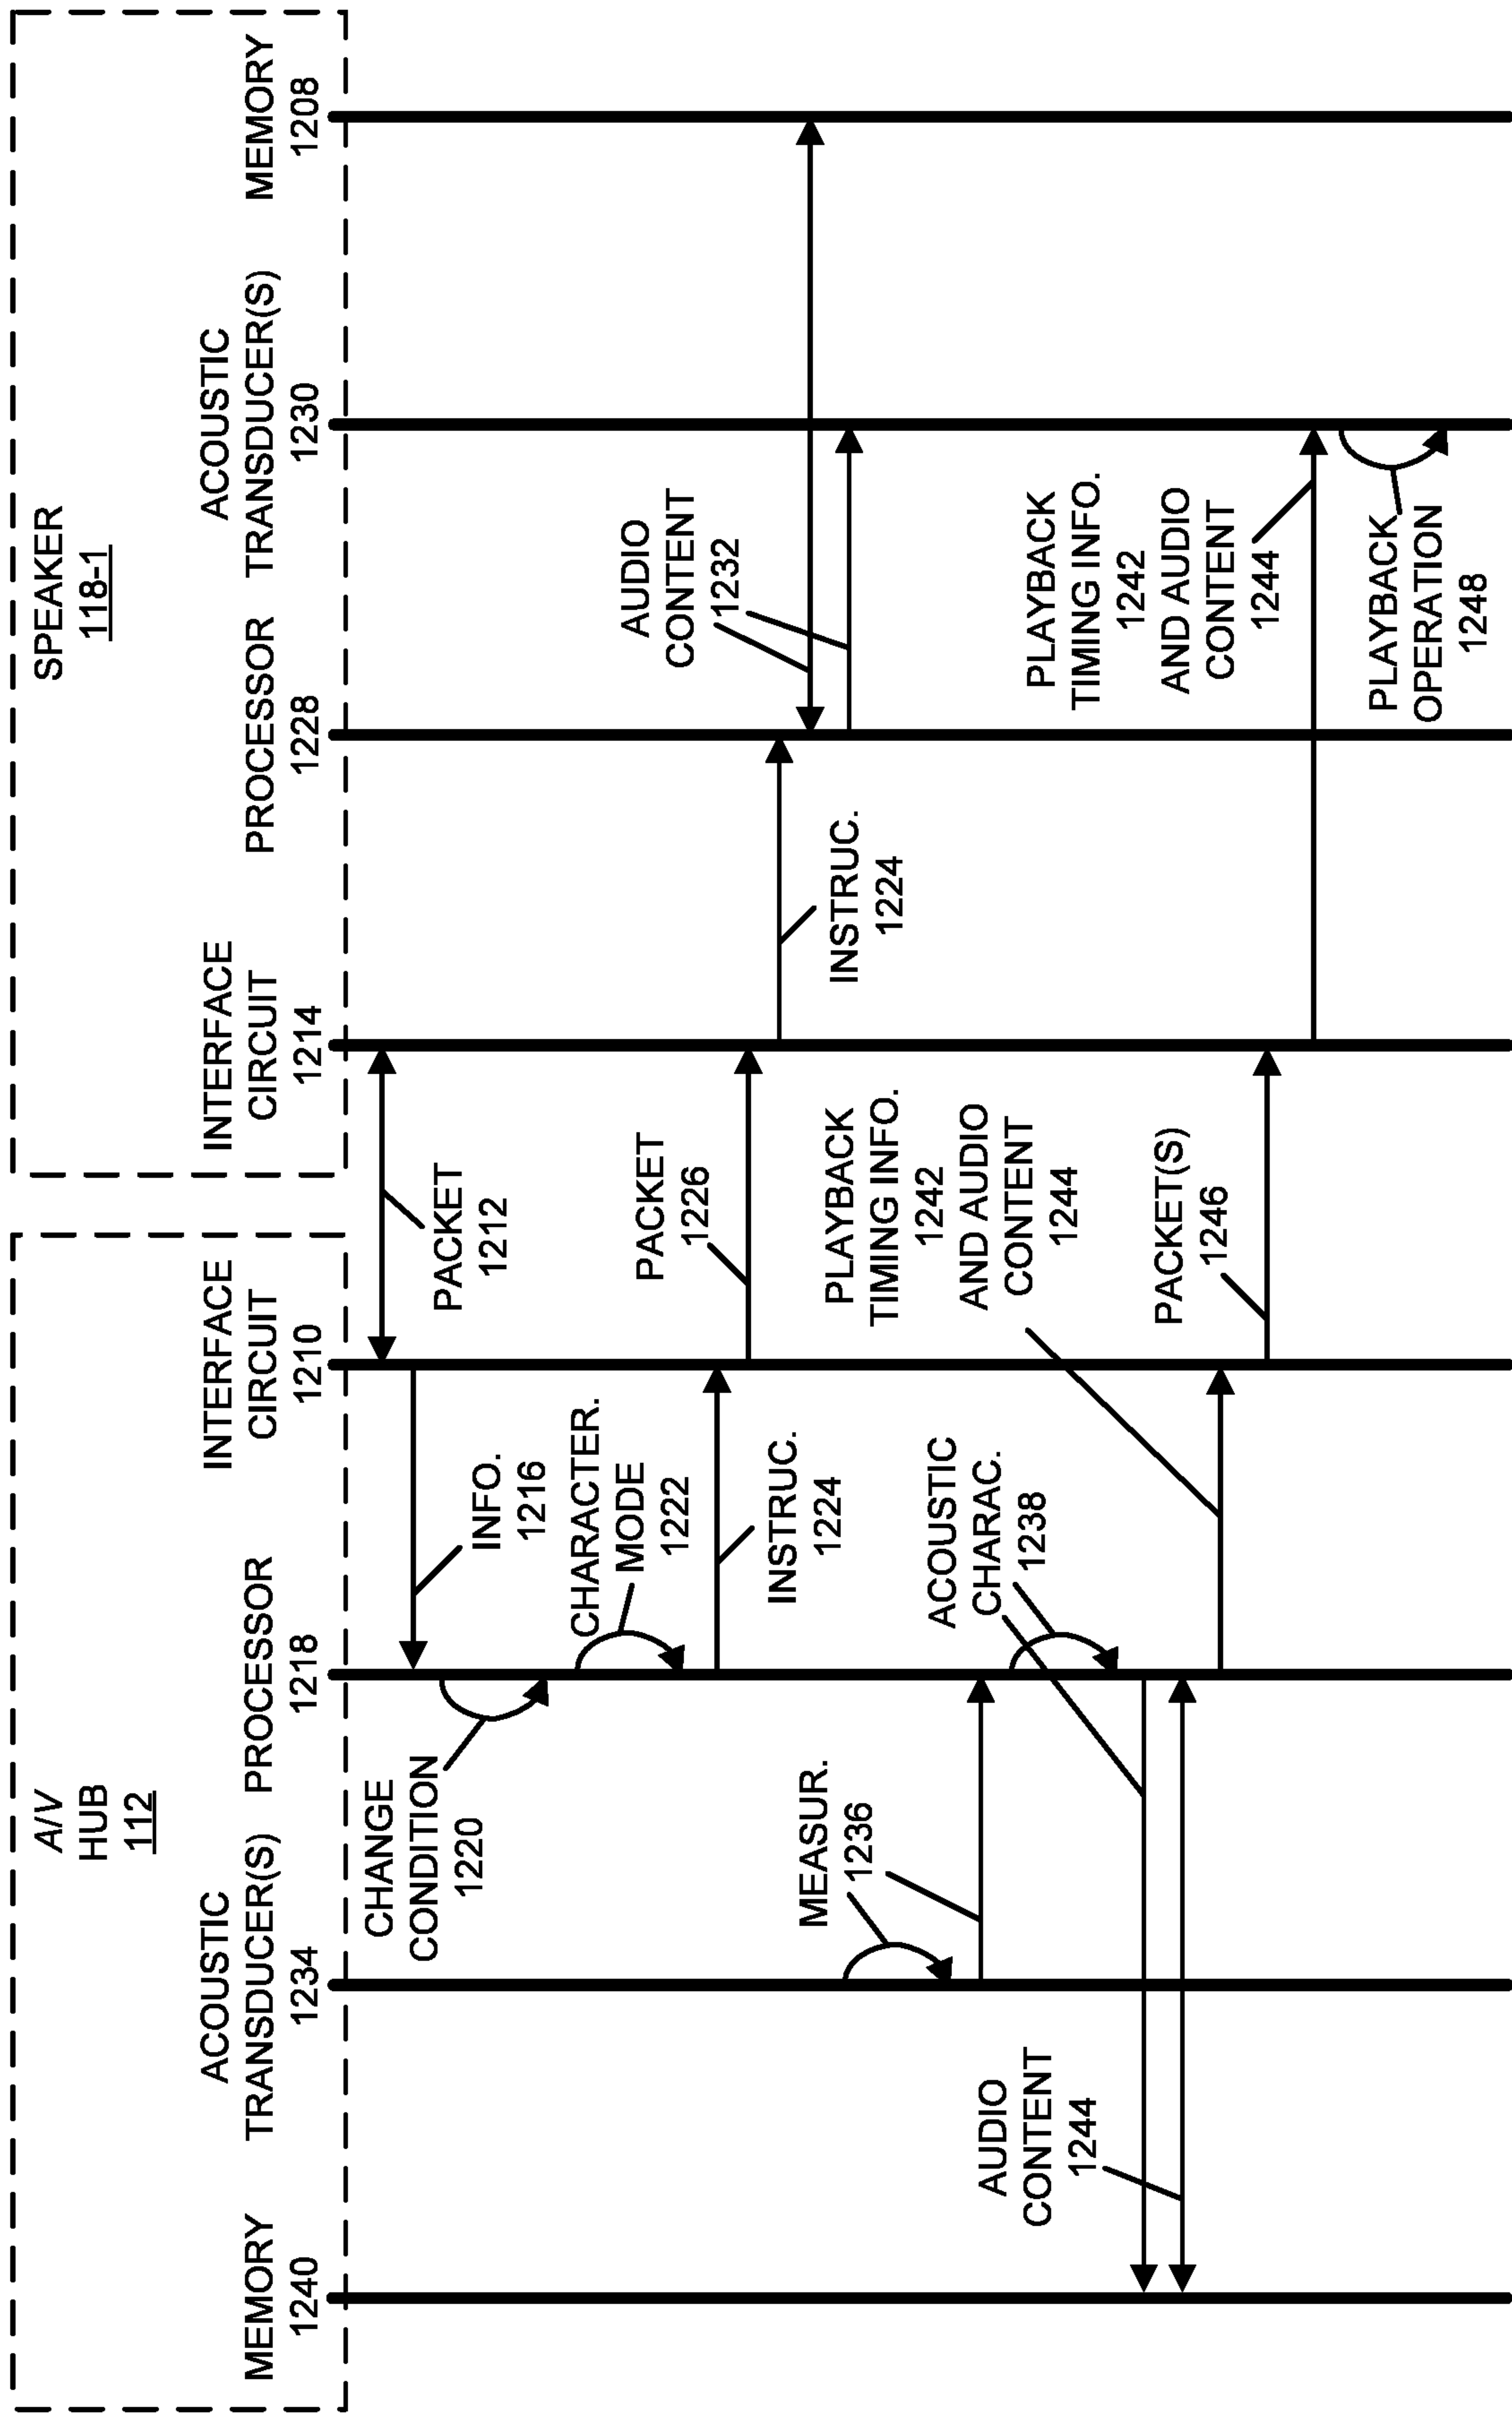 A/V
HUB
112
SPEAKER
118-1
MEMORY
1240
ACOUSTIC
TRANSDUCER(S)
1234
PROCESSOR
1218
INTERFACE
CIRCUIT
1210
INTERFACE
CIRCUIT
1214
PROCESSOR
1228
ACOUSTIC
TRANSDUCER(S)
1230
MEMORY
1208
PACKET
1212
INFO.
1216
CHANGE
CONDITION
1220
CHARACTER.
MODE
1222
INSTRUC.
1224
PACKET
1226
INSTRUC.
1224
AUDIO
CONTENT
1232
MEASUR.
1236
ACOUSTIC
CHARAC.
1238
AUDIO
CONTENT
1244
PLAYBACK
TIMING INFO.
1242
AND AUDIO
CONTENT
1244
PACKET(S)
1246
PLAYBACK
TIMING INFO.
1242
AND AUDIO
CONTENT
1244
PLAYBACK
OPERATION
1248